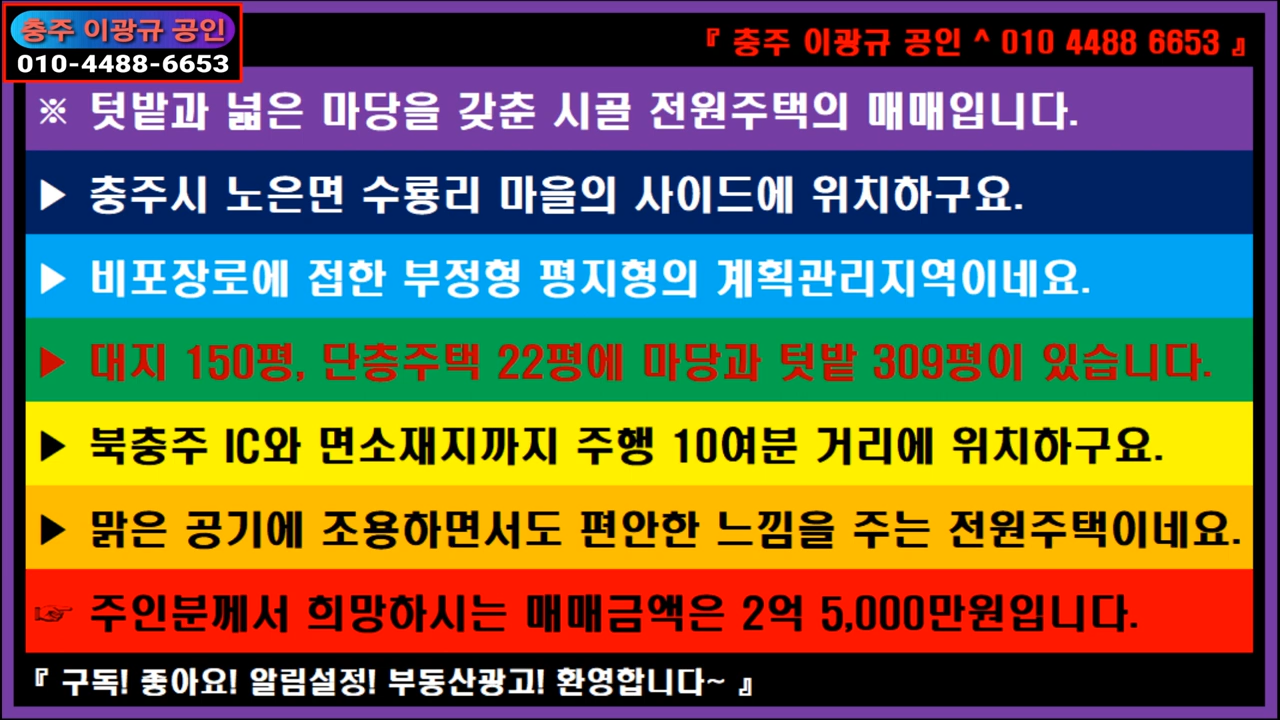 충주 이광규 공인
010-4488-6653
『 충주 이광규 공인 ^ 010 4488 6653 』
※ 텃밭과 넓은 마당을 갖춘 시골 전원주택의 매매입니다.
▶ 충주시 노은면 수룡리 마을의 사이드에 위치하구요.
▶ 비포장로에 접한 부정형 평지형의 계획관리지역이네요.
▶ 대지 150평, 단층주택 22평에 마당과 텃밭 309평이 있습니다.
▶ 북충주 IC와 면소재지까지 주행 10여분 거리에 위치하구요.
▶ 맑은 공기에 조용하면서도 편안한 느낌을 주는 전원주택이네요.
☞ 주인분께서 희망하시는 매매금액은 2억 5,000만원입니다.
『 구독! 좋아요! 알림설정! 부동산광고! 환영합니다~ 』